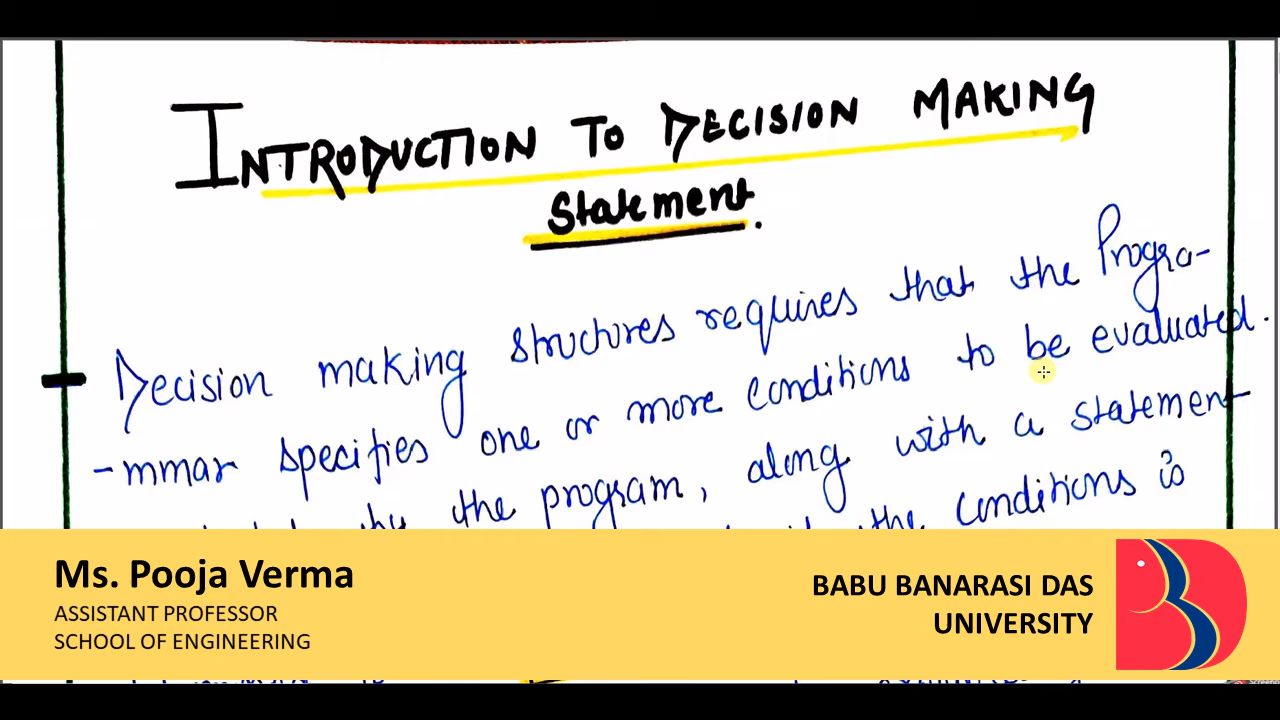 INTRODUCTION TO DECISION MAKING
Statement.
Decision making structures requires that the Progra-
-mmar specifies one or more conditions to be evaluated.
by the program, along with a statement
the conditions is
Ms. Pooja Verma
ASSISTANT PROFESSOR
SCHOOL OF ENGINEERING
BABU BANARASI DAS
UNIVERSITY